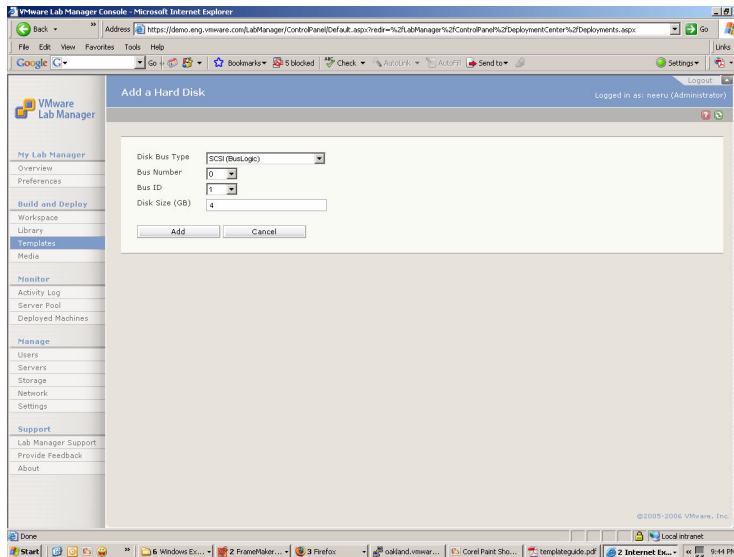 VMware Lab Manager Console - Microsoft Internet Explorer
Back
Address https://demo.eng.vmware.com/LabManager/ControlPanel/Default.aspx?redir=%2fLabManager%2fControlPanel%2fDeploymentCenter%2fDeployments.aspx Go
File Edit View Favorites Tools Help Links
Google G Go Bookmarks 5 blocked Check AutoLink AutoFill Send to Settings
Logout
VMware
Lab Manager
Add a Hard Disk
Logged in as: neeru (Administrator)
My Lab Manager
Overview
Preferences
Build and Deploy
Workspace
Library
Templates
Media
Monitor
Activity Log
Server Pool
Deployed Machines
Manage
Users
Servers
Storage
Network
Settings
Support
Lab Manager Support
Provide Feedback
About
Disk Bus Type SCSI (BusLogic)
Bus Number 0
Bus ID 1
Disk Size (GB) 4
Add Cancel
©2005-2006 VMware, Inc.
Done Local intranet
Start 6 Windows Ex... 2 FrameMaker... 3 Firefox oakland.vmwar... Corel Paint Sho... templateguide.pdf 2 Internet Ex... 9:44 PM